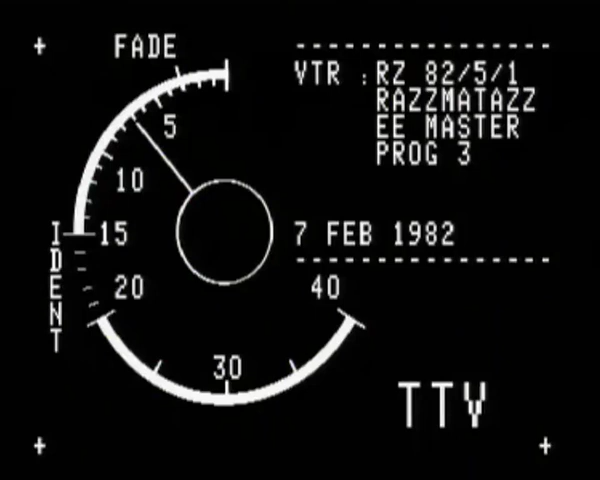 FADE
VTR : RZ 82/5/1
RAZZMATAZZ
EE MASTER
PROG 3
5
10
15
7 FEB 1982
IDENT
20
40
30
TTV